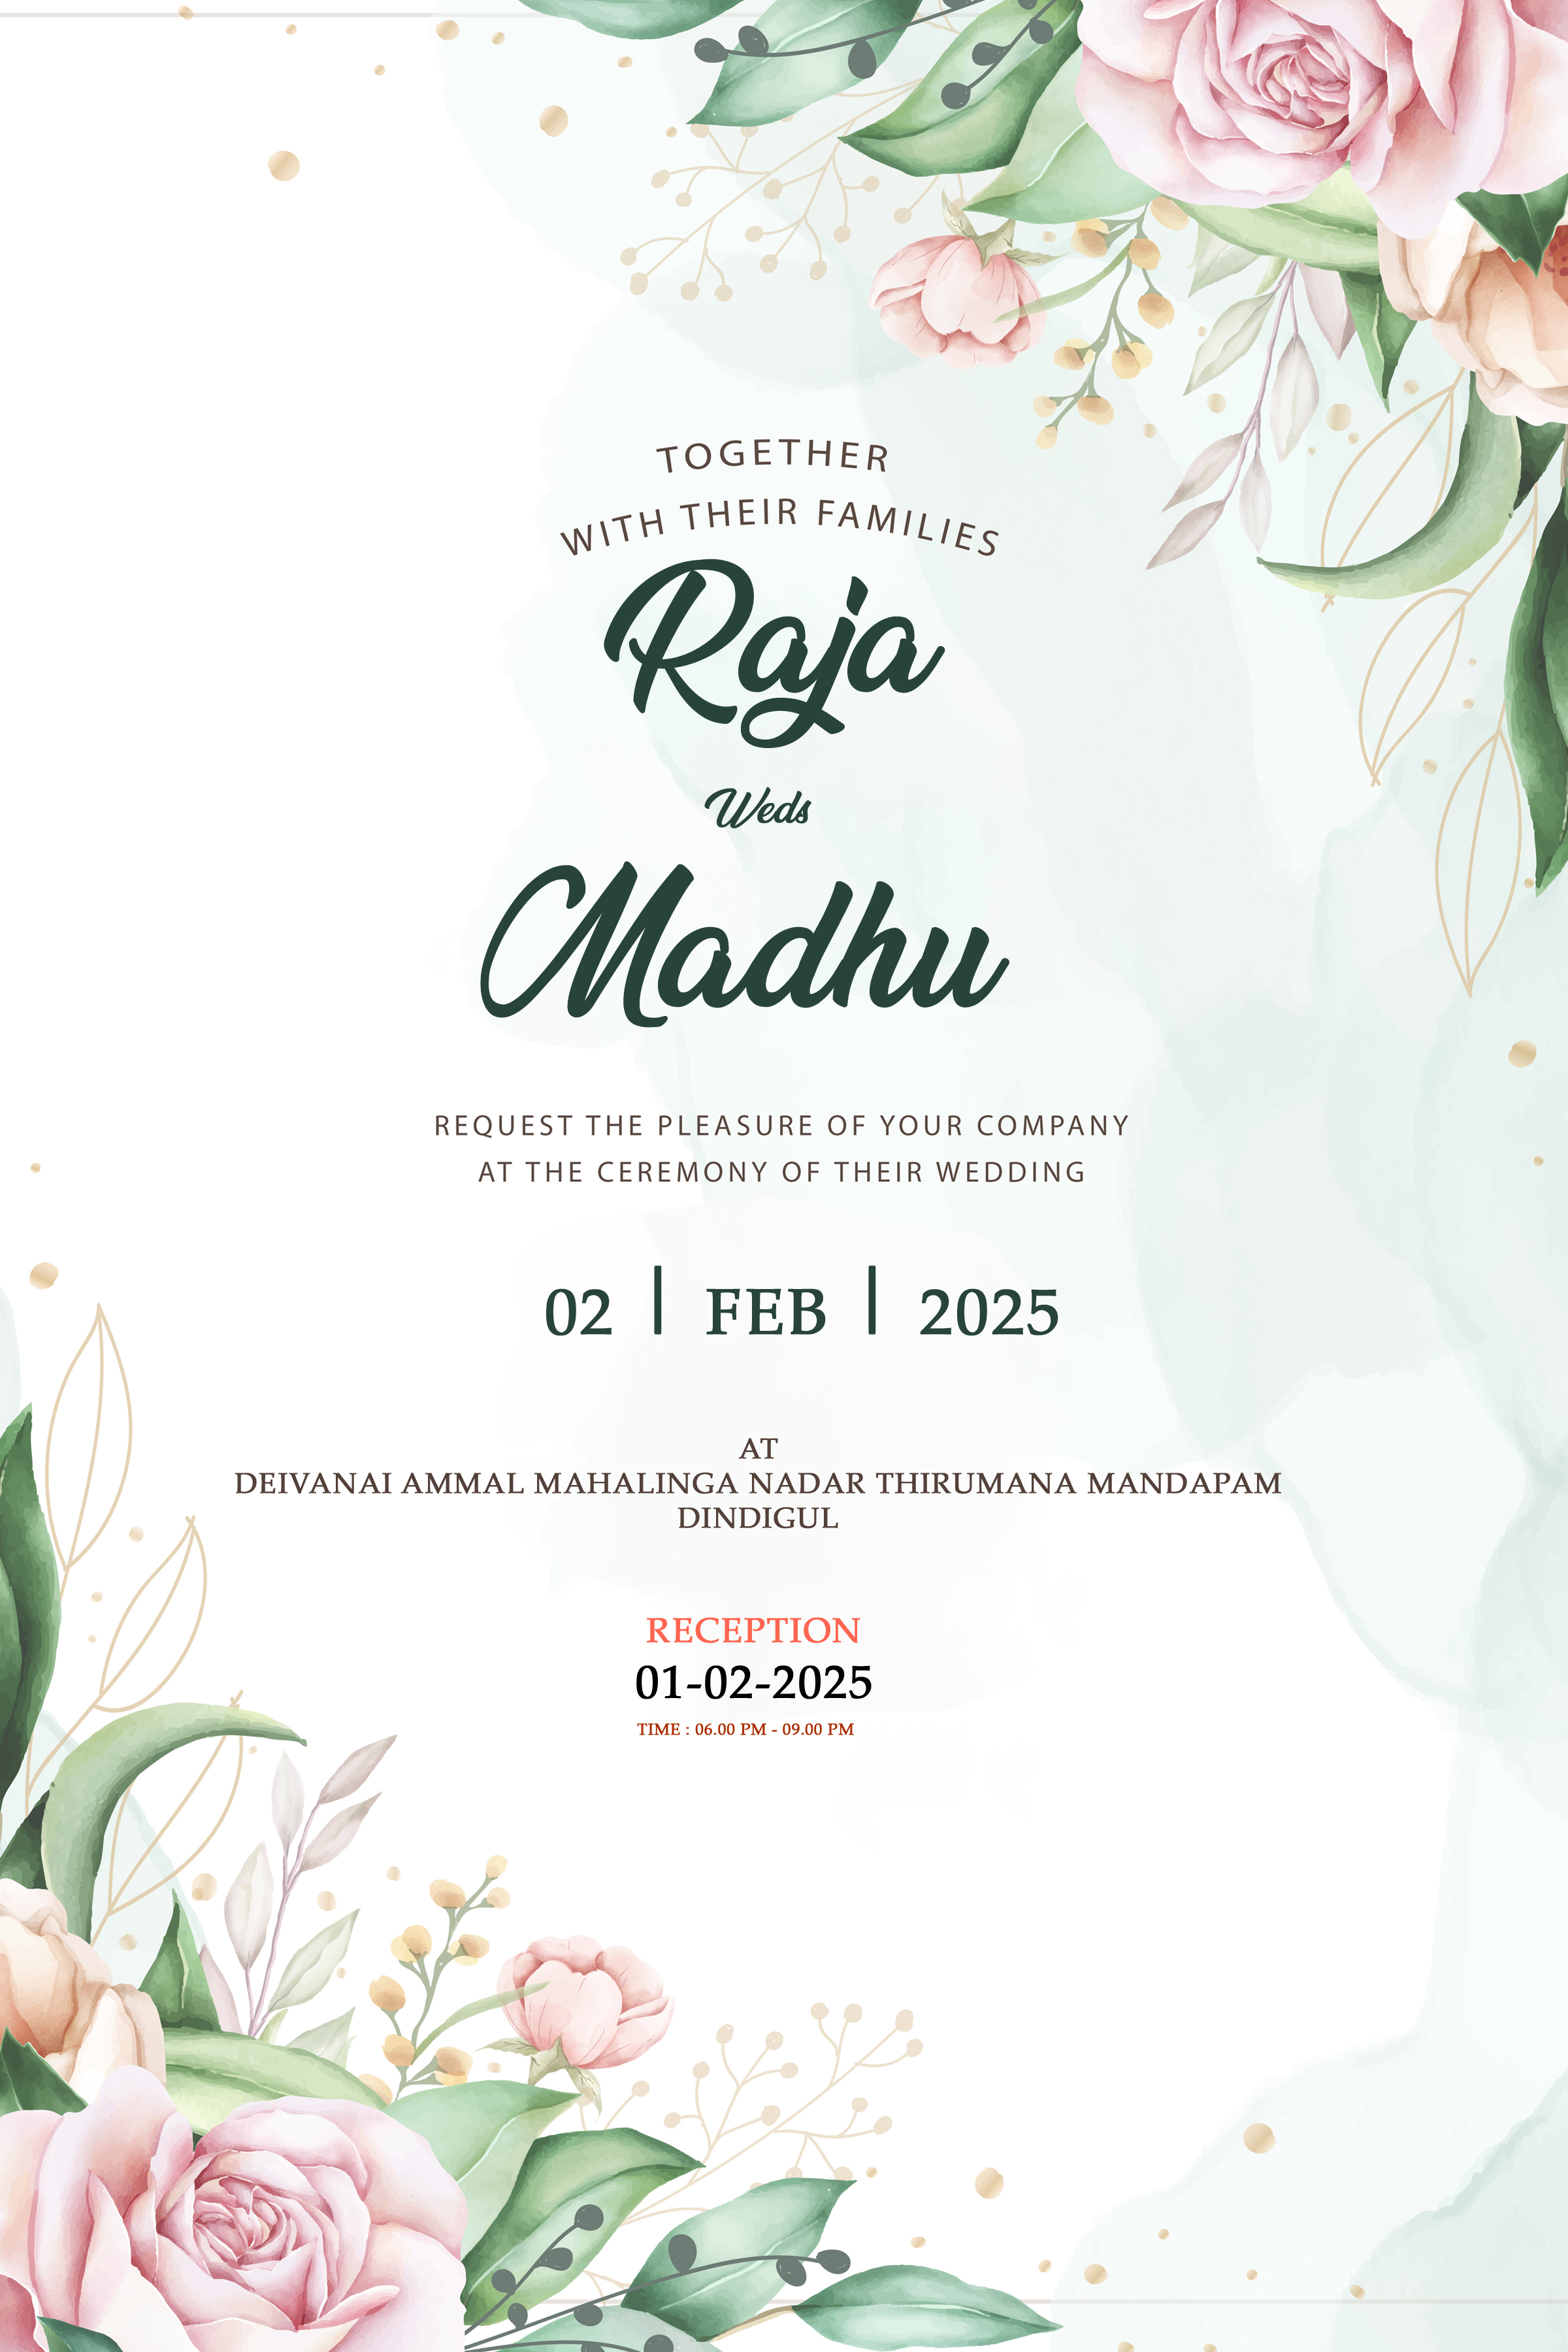 TOGETHER
WITH THEIR FAMILIES
Raja
Weds
Madhu
REQUEST THE PLEASURE OF YOUR COMPANY
AT THE CEREMONY OF THEIR WEDDING
02 | FEB | 2025
AT
DEIVANAI AMMAL MAHALINGA NADAR THIRUMANA MANDAPAM
DINDIGUL
RECEPTION
01-02-2025
TIME : 06.00 PM - 09.00 PM